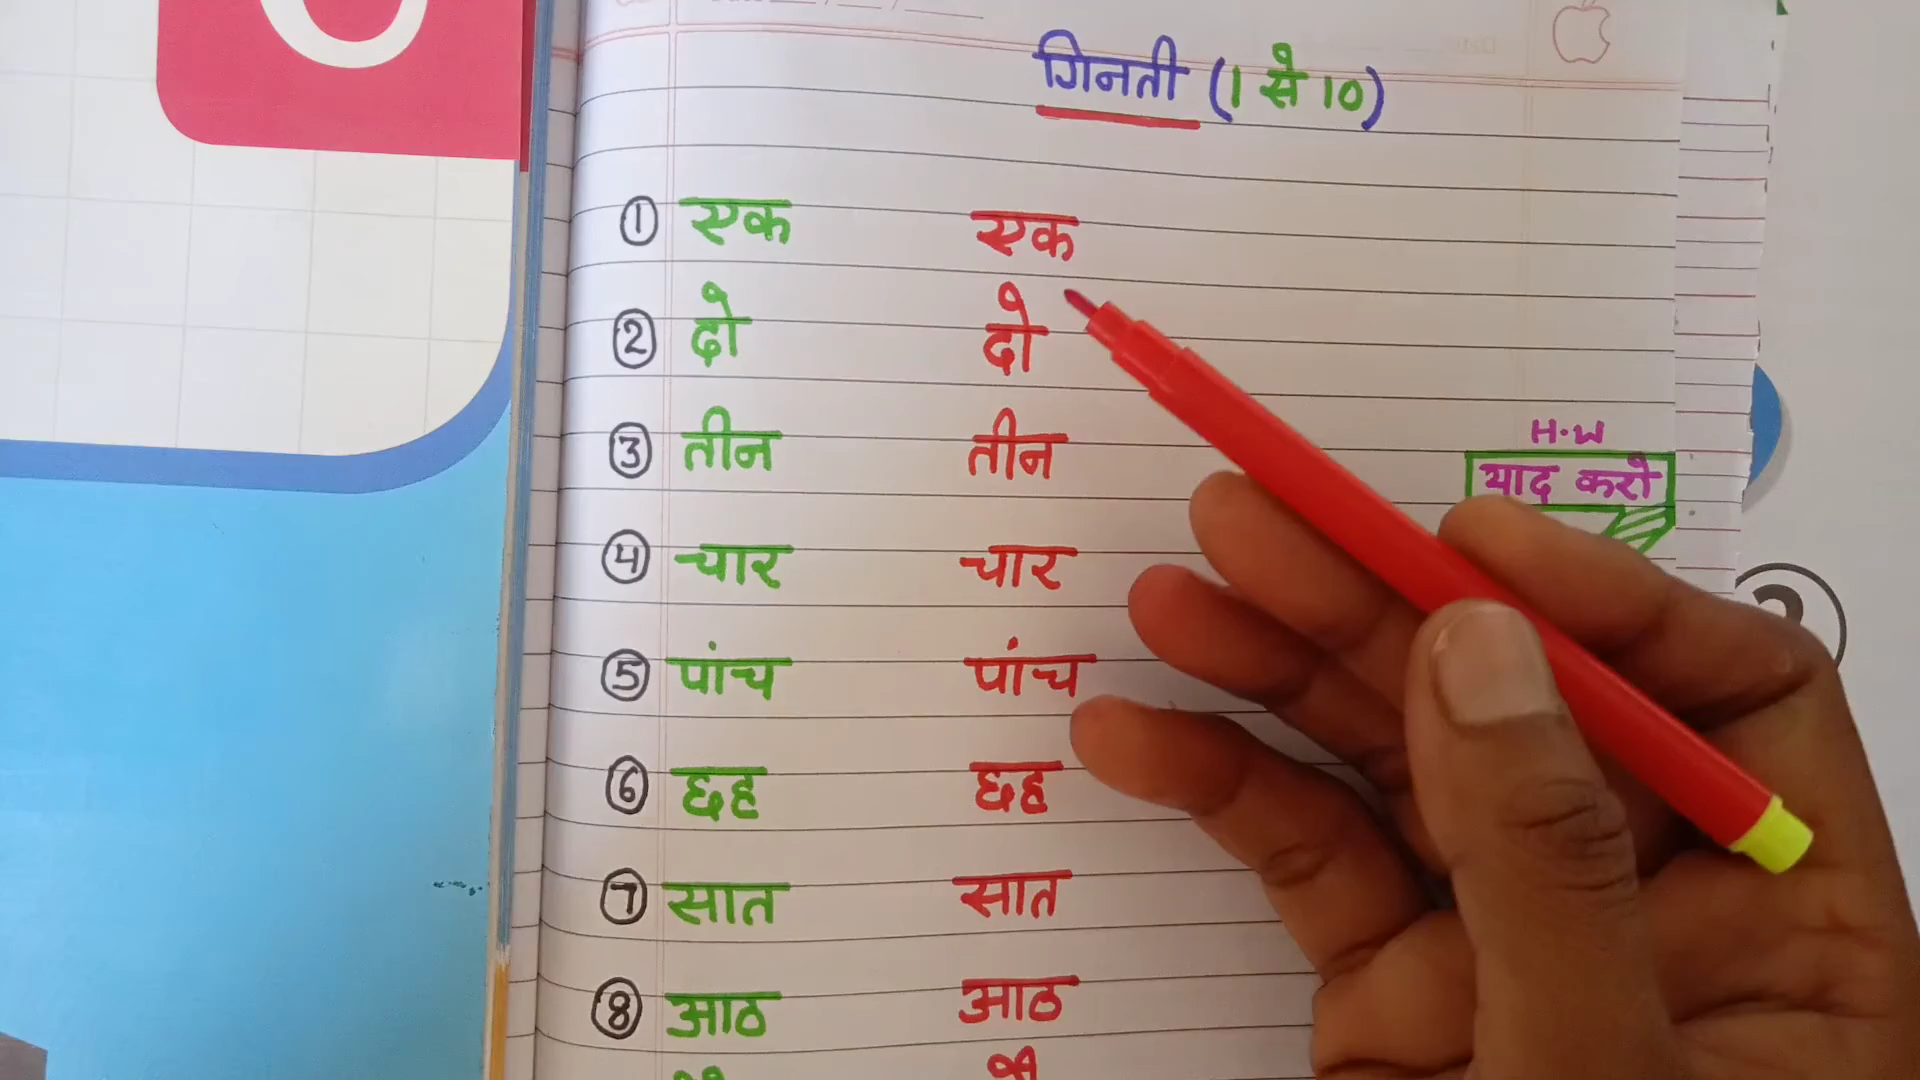 गिनती (1 से 10)
① एक एक
② दो दो
③ तीन तीन
H.W
याद करो
④ चार चार
⑤ पांच पांच
⑥ छह छह
⑦ सात सात
⑧ आठ आठ